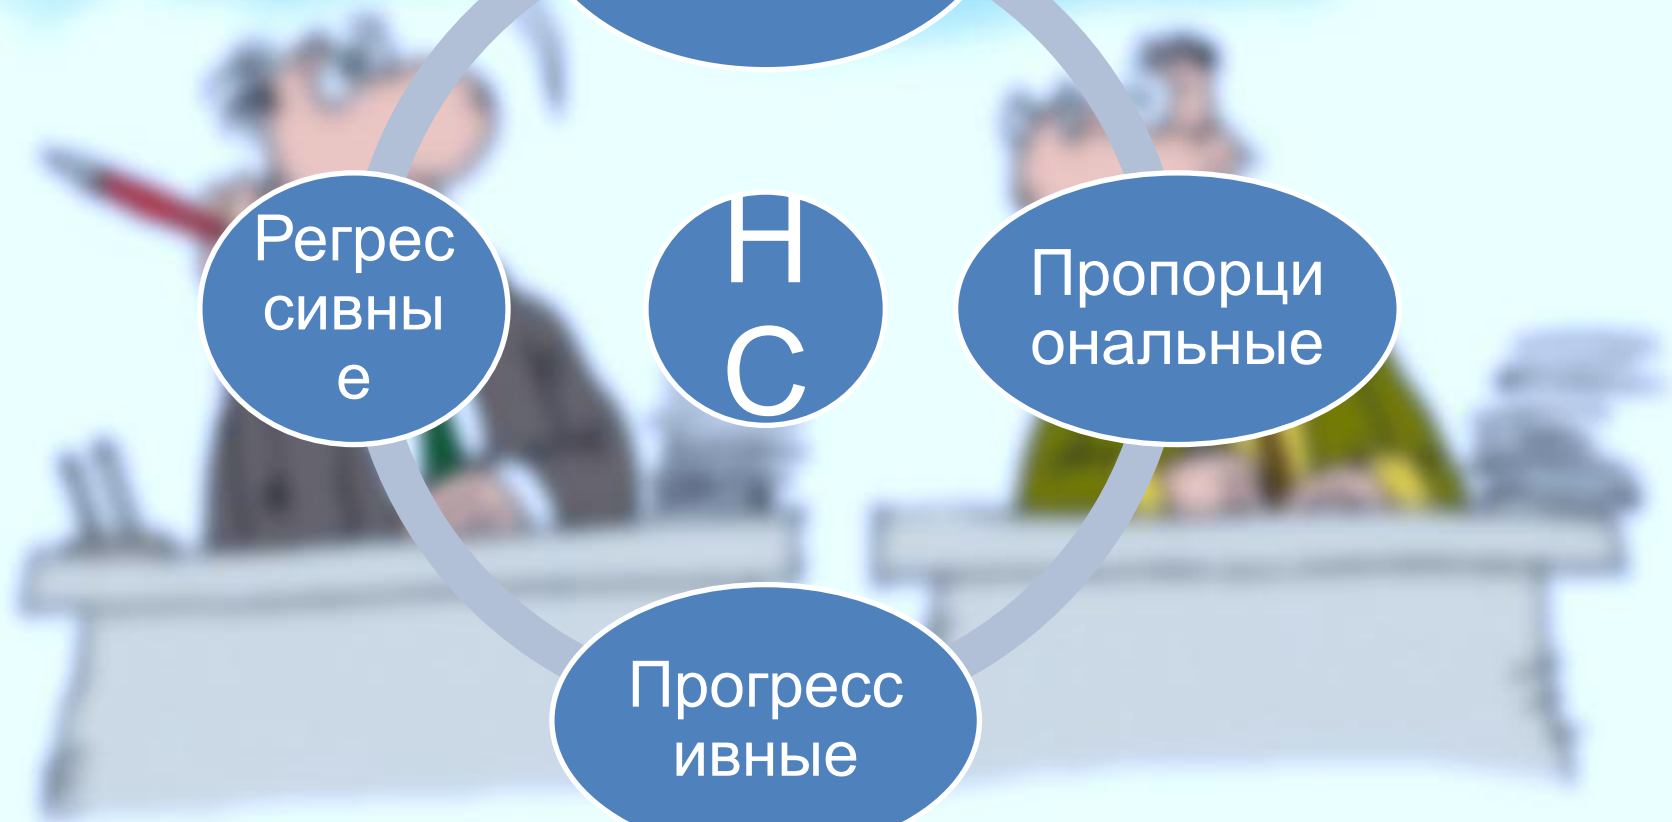 Регрес
сивны
е
Н
С
Пропорци
ональные
Прогресс
ивные